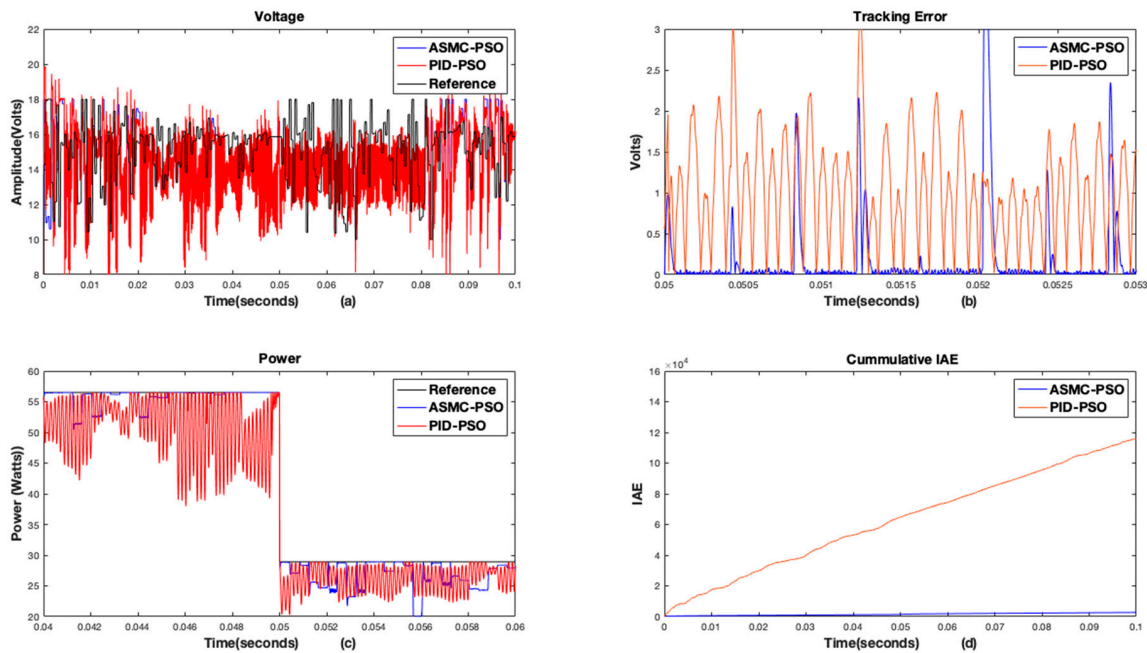 Voltage
22
20
18
16
14
12
10
8
Amplitude(Volts)
ASMC-PSO
PID-PSO
Reference
0 0.01 0.02 0.03 0.04 0.05 0.06 0.07 0.08 0.09 0.1
Time(seconds) (a)
Tracking Error
3
2.5
2
1.5
1
0.5
0
Volts)
ASMC-PSO
PID-PSO
0.05 0.0505 0.051 0.0515 0.052 0.0525 0.053
Time(seconds) (b)
Power
60
55
50
45
40
35
30
25
20
Power (Watts)
Reference
ASMC-PSO
PID-PSO
0.04 0.042 0.044 0.046 0.048 0.05 0.052 0.054 0.056 0.058 0.06
Time(seconds) (c)
Cummulative IAE
×10⁴
16
14
12
10
8
6
4
2
0
IAE
ASMC-PSO
PID-PSO
0 0.01 0.02 0.03 0.04 0.05 0.06 0.07 0.08 0.09 0.1
Time(seconds) (d)